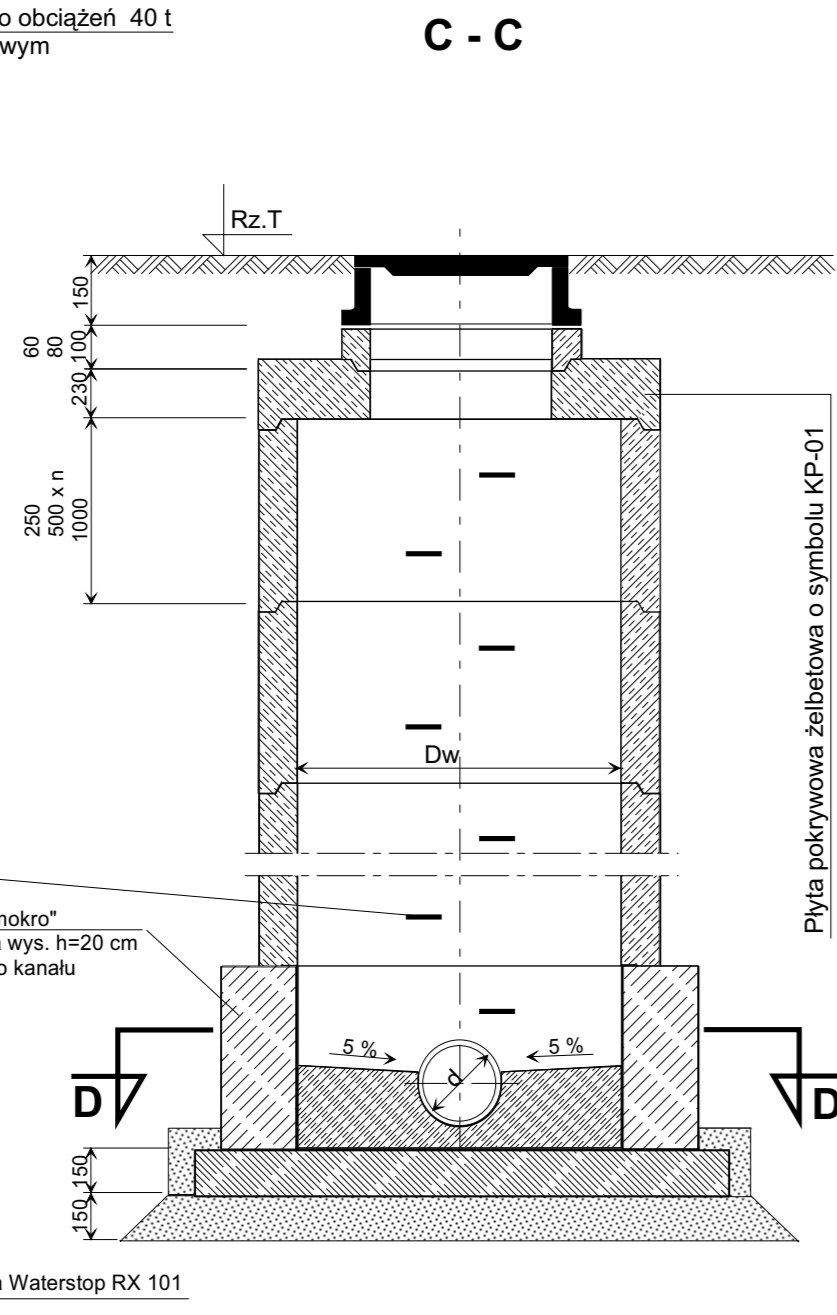 o obciążeń 40 t
wym
C - C
Rz.T
150
60
80
100
230
250
500 x n
1000
Płyta pokrywowa żelbetowa o symbolu KP-01
Dw
mokro"
a wys. h=20 cm
o kanału
5 %
5 %
d
D
D
150
150
a Waterstop RX 101